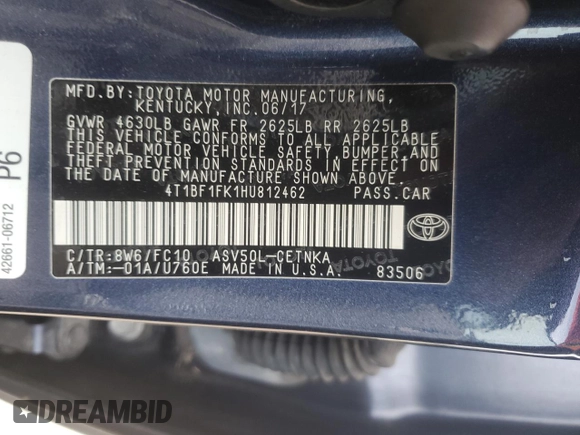 MFD.BY:TOYOTA MOTOR MANUFACTURING,
KENTUCKY, INC. 06/17
GVWR 4630LB GAWR FR 2625LB RR 2625LB
THIS VEHICLE CONFORMS TO ALL APPLICABLE
FEDERAL MOTOR VEHICLE SAFETY, BUMPER, AND
THEFT PREVENTION STANDARDS IN EFFECT ON
THE DATE OF MANUFACTURE SHOWN ABOVE.
4T1BF1FK1HU812462 PASS.CAR
C/TR:8W6/FC10 ASV50L-CETNKA
A/TM:-01A/U760E MADE IN U.S.A. 83506
TOYOTA
42661-06712
P6
DREAMBID